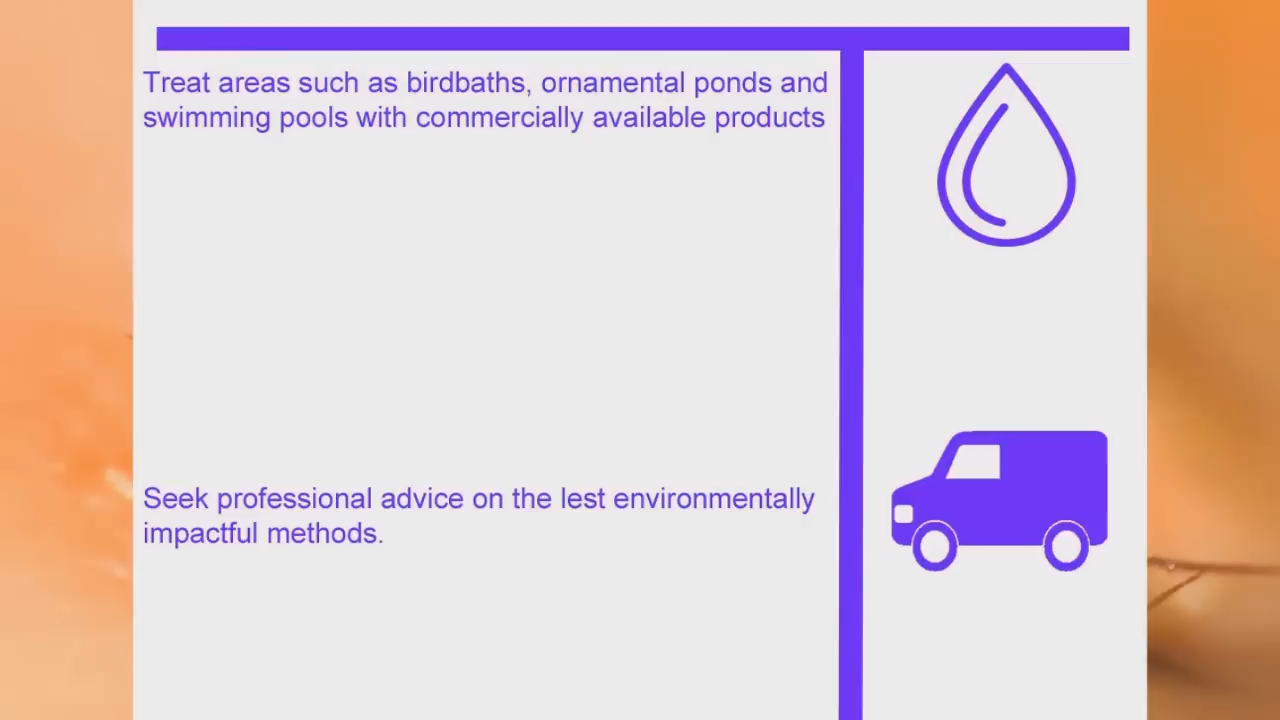 Treat areas such as birdbaths, ornamental ponds and
swimming pools with commercially available products
Seek professional advice on the lest environmentally
impactful methods.